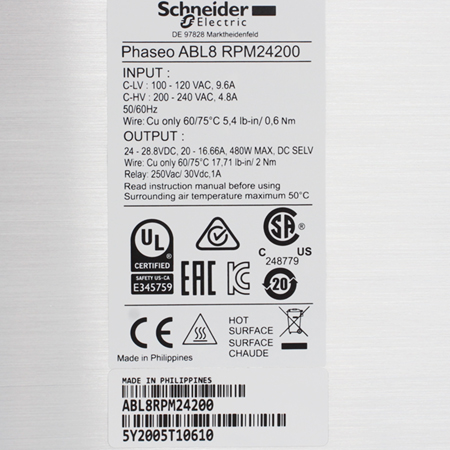 Schneider
Electric
DE 97828 Marktheidenfeld
Phaseo ABL8 RPM24200
INPUT :
C-LV : 100 - 120 VAC, 9.6A
C-HV : 200 - 240 VAC, 4.8A
50/60Hz
Wire: Cu only 60/75°C 5,4 lb-in/ 0,6 Nm
OUTPUT :
24 - 28.8VDC, 20 - 16.66A, 480W MAX, DC SELV
Wire: Cu only 60/75°C 17,71 lb-in/ 2 Nm
Relay: 250Vac/ 30Vdc,1A
Read instruction manual before use
Surrounding air temperature maximum 50°C
UL
CERTIFIED
SAFETY US-CA
E345759
SA
C US
248779
EAC
20
CE
HOT
SURFACE
SURFACE
CHAUDE
Made in Philippines
MADE IN PHILIPPINES
ABL8RPM24200
5Y2005T10610